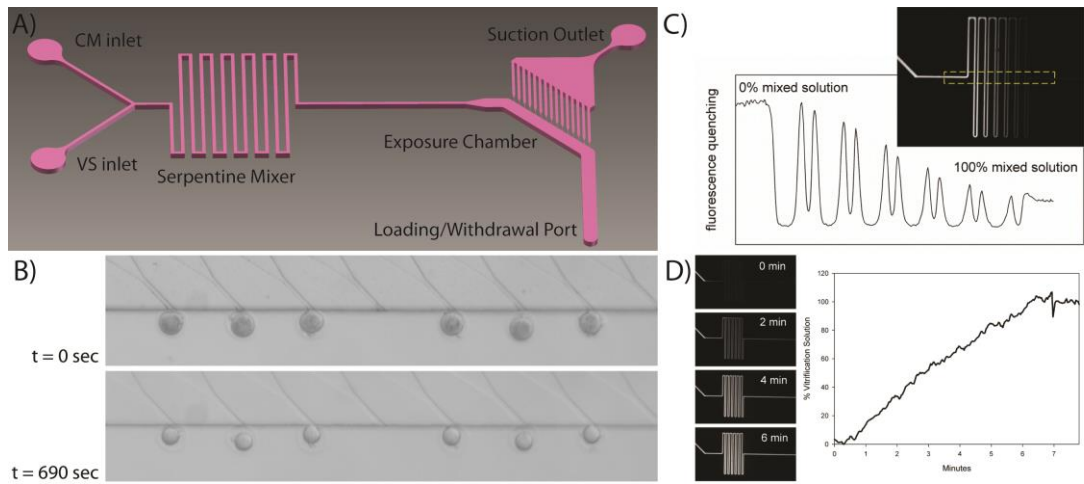 A)
CM inlet
VS inlet
Serpentine Mixer
Suction Outlet
Exposure Chamber
Loading/Withdrawal Port
B)
t = 0 sec
t = 690 sec
C)
fluorescence quenching
0% mixed solution
100% mixed solution
D)
0 min
2 min
4 min
6 min
% Vitrification Solution
120
100
80
60
40
20
0
0 1 2 3 4 5 6 7
Minutes